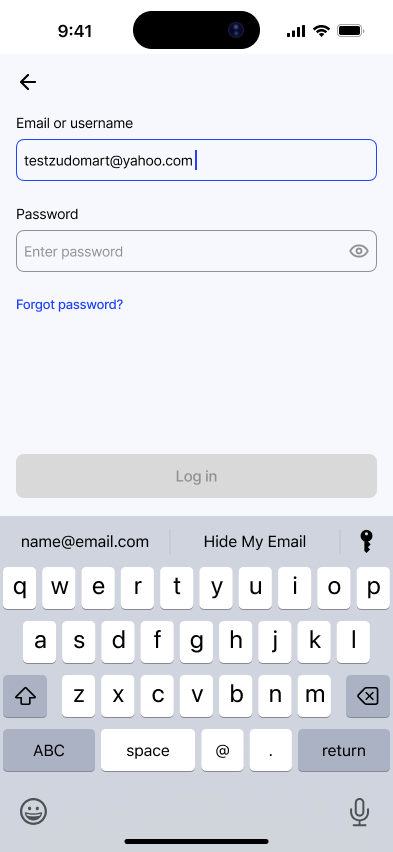 9:41
Email or username
testzudomart@yahoo.com
Password
Enter password
Forgot password?
Log in
name@email.com Hide My Email
q w e r t y u i o p
a s d f g h j k l
z x c v b n m
ABC space @ . return